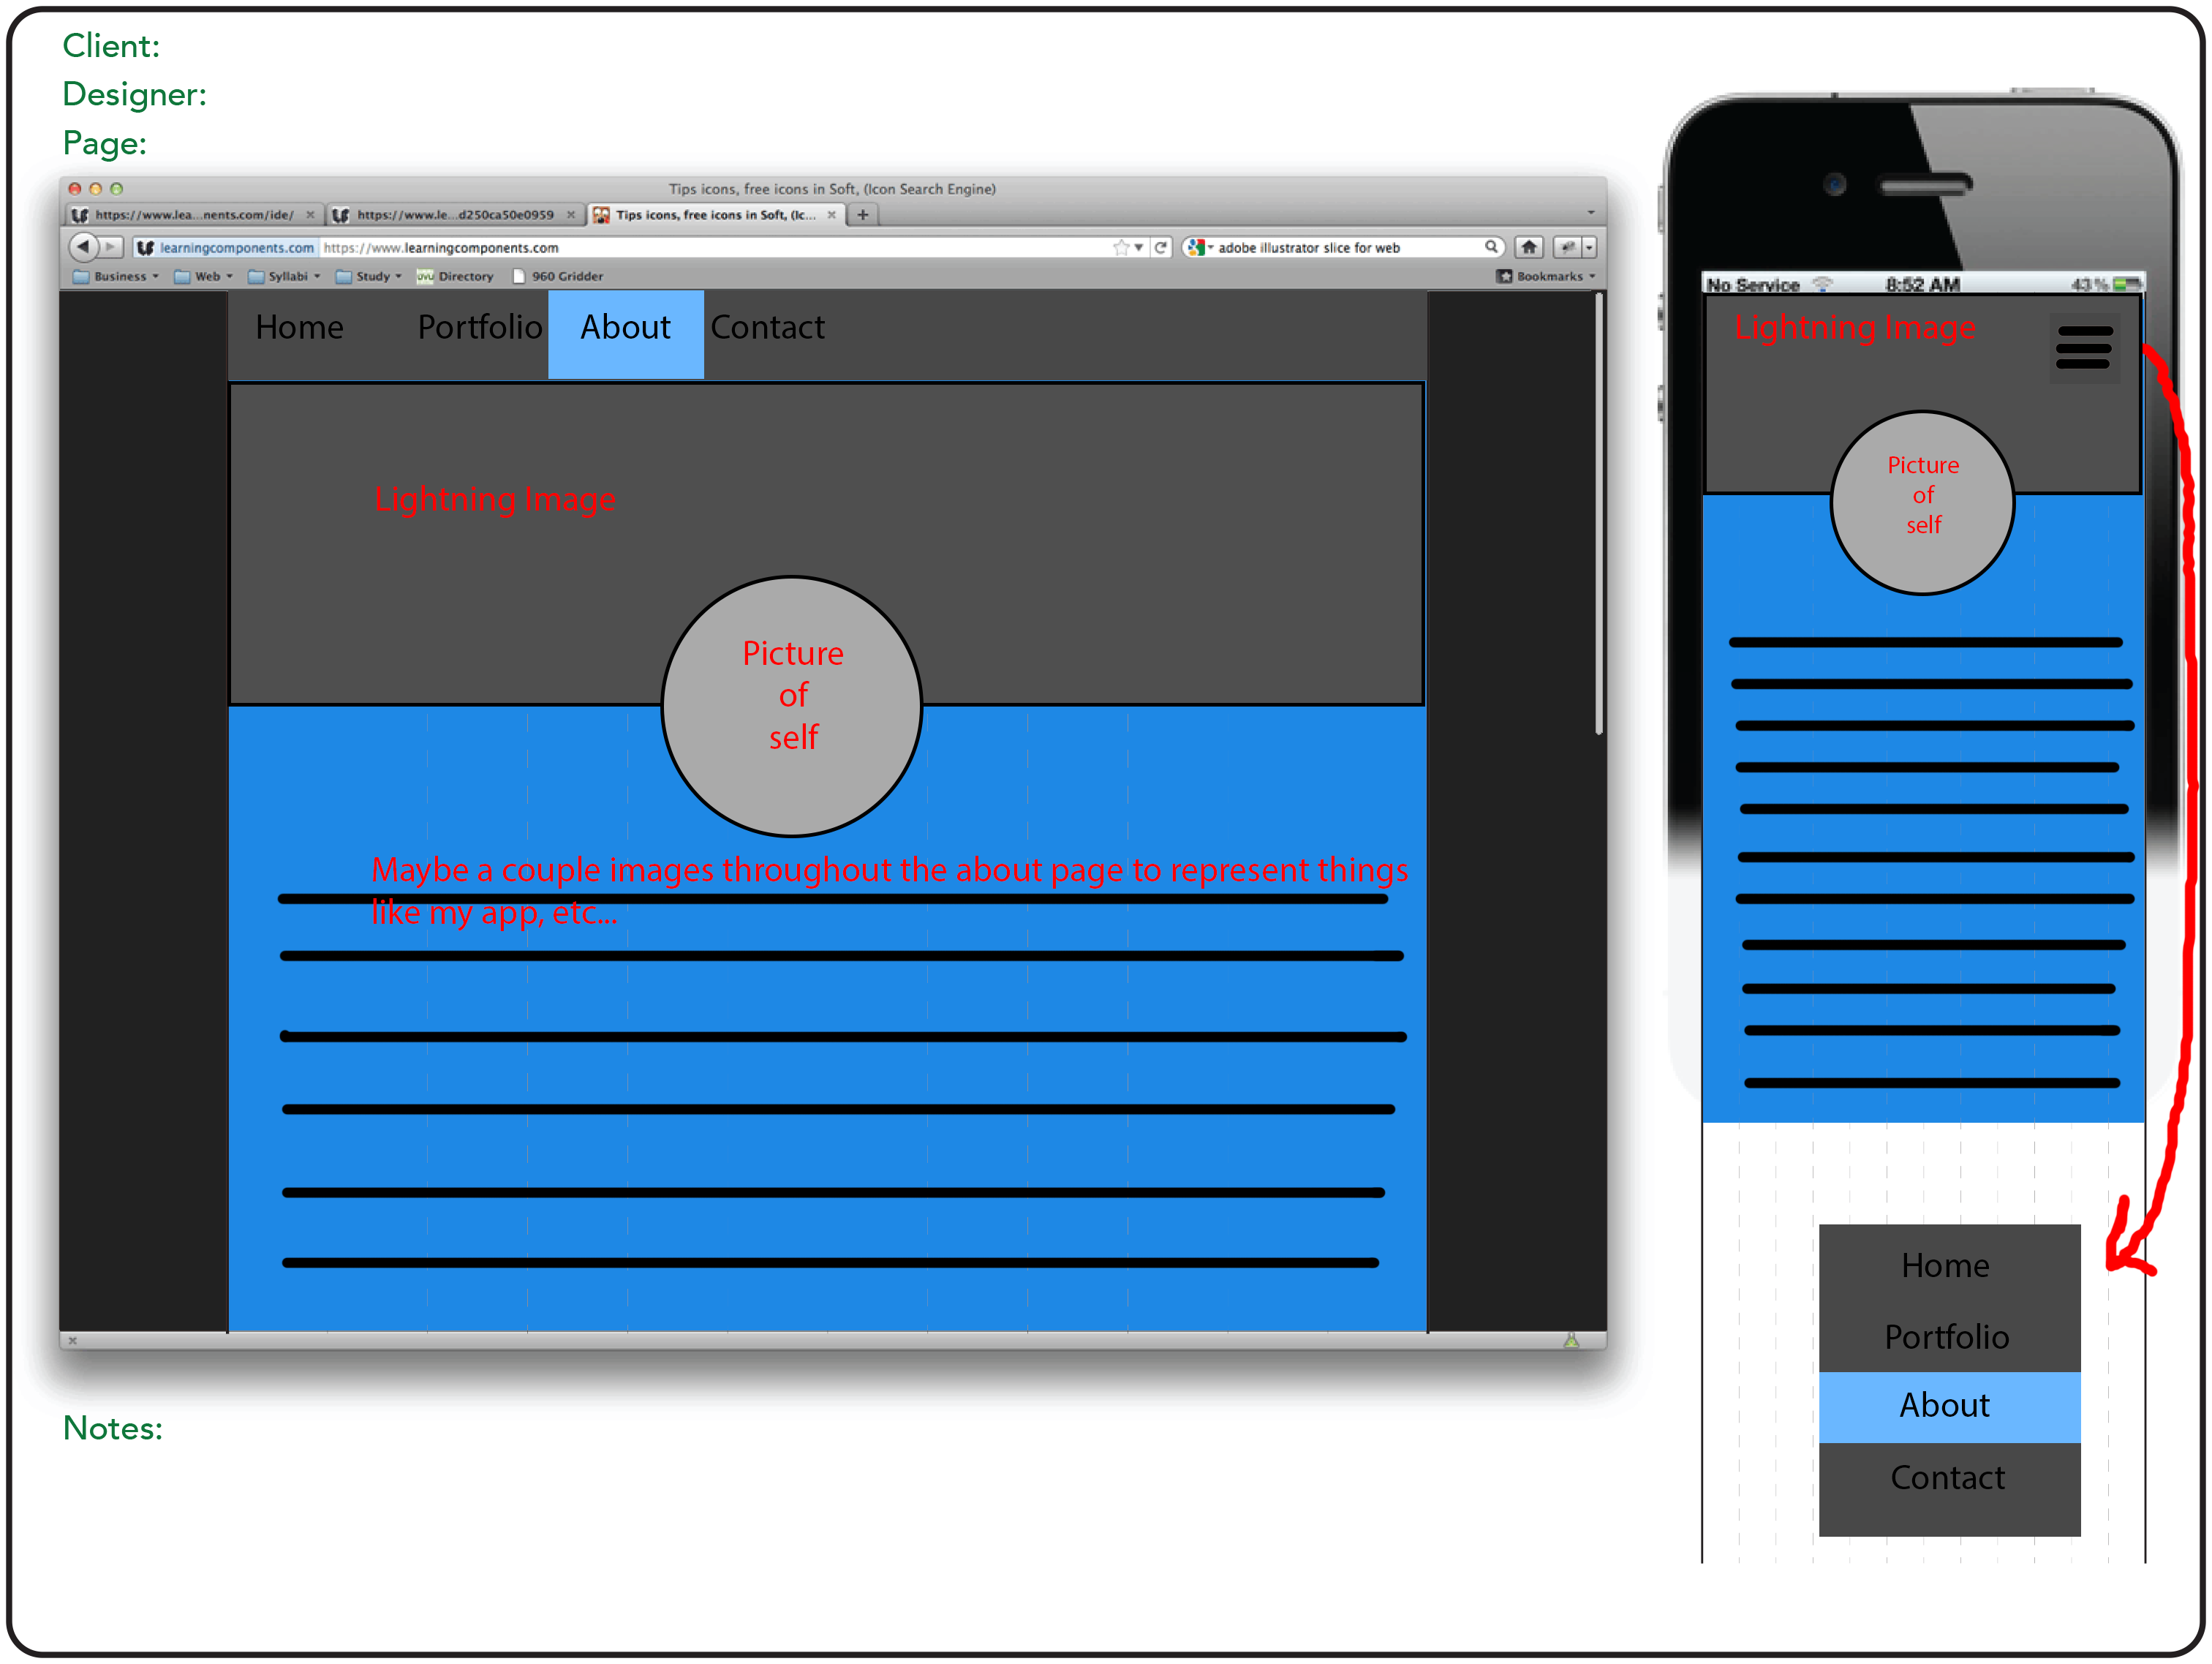 Client:
Designer:
Page:
Tips icons, free icons in Soft, (Icon Search Engine)
https://www.lea...nents.com/ide/
https://www.le...d250ca50e0959
Tips icons, free icons in Soft, (Ic...
learningcomponents.com
https://www.learningcomponents.com
adobe illustrator slice for web
Business
Web
Syllabi
Study
Directory
960 Gridder
Bookmarks
Home
Portfolio
About
Contact
Lightning Image
Picture
of
self
Maybe a couple images throughout the about page to represent things
like my app, etc...
Notes:
No Service
8:52 AM
43%
Lightning Image
Picture
of
self
Home
Portfolio
About
Contact